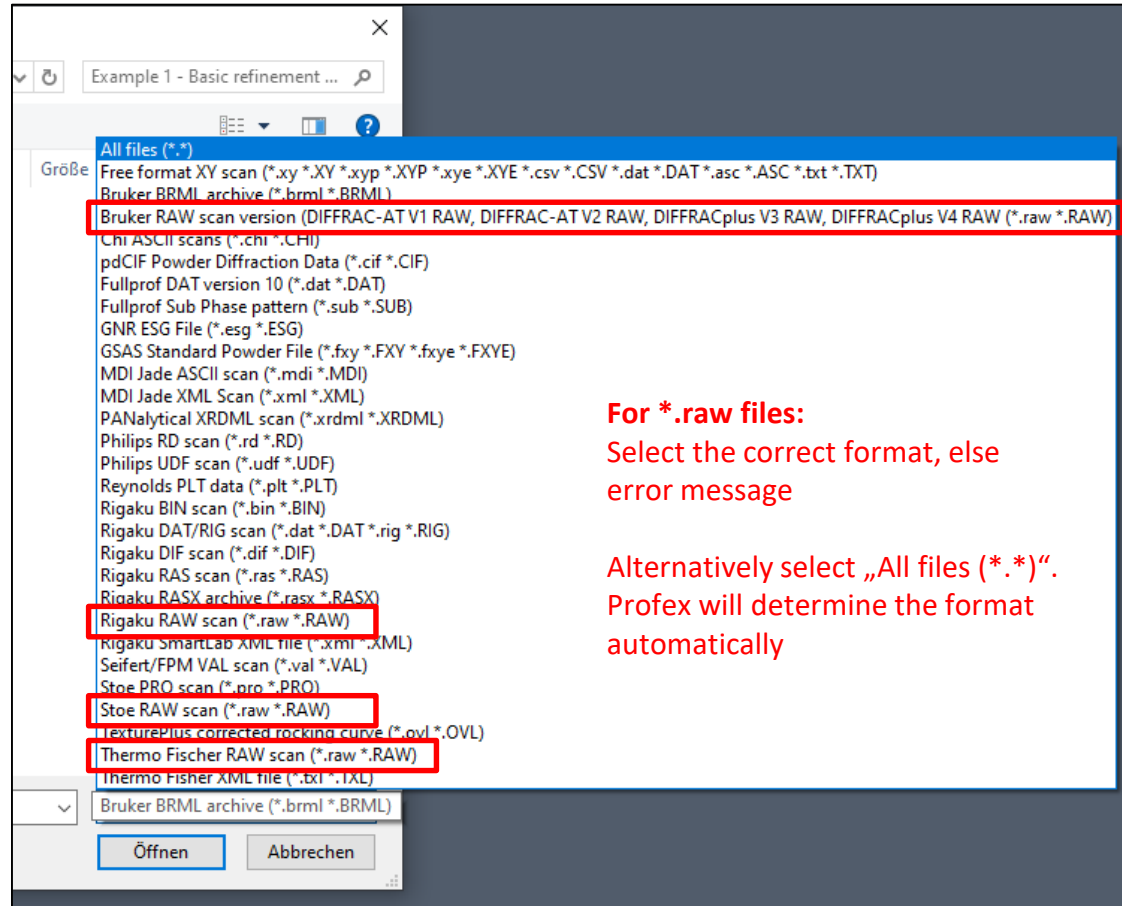 Example 1 - Basic refinement ...
Größe
All files (*.*)
Free format XY scan (*.xy *.XY *.xyp *.XYP *.xye *.XYE *.csv *.CSV *.dat *.DAT *.asc *.ASC *.txt *.TXT)
Bruker BRML archive (*.brml *.BRML)
Bruker RAW scan version (DIFFRAC-AT V1 RAW, DIFFRAC-AT V2 RAW, DIFFRACplus V3 RAW, DIFFRACplus V4 RAW (*.raw *.RAW)
Chi ASCII scans (*.chi *.CHI)
pdCIF Powder Diffraction Data (*.cif *.CIF)
Fullprof DAT version 10 (*.dat *.DAT)
Fullprof Sub Phase pattern (*.sub *.SUB)
GNR ESG File (*.esg *.ESG)
GSAS Standard Powder File (*.fxy *.FXY *.fxye *.FXYE)
MDI Jade ASCII scan (*.mdi *.MDI)
MDI Jade XML Scan (*.xml *.XML)
PANalytical XRDML scan (*.xrdml *.XRDML)
Philips RD scan (*.rd *.RD)
Philips UDF scan (*.udf *.UDF)
Reynolds PLT data (*.plt *.PLT)
Rigaku BIN scan (*.bin *.BIN)
Rigaku DAT/RIG scan (*.dat *.DAT *.rig *.RIG)
Rigaku DIF scan (*.dif *.DIF)
Rigaku RAS scan (*.ras *.RAS)
Rigaku RASX archive (*.rasx *.RASX)
Rigaku RAW scan (*.raw *.RAW)
Rigaku SmartLab XML file (*.xml *.XML)
Seifert/FPM VAL scan (*.val *.VAL)
Stoe PRO scan (*.pro *.PRO)
Stoe RAW scan (*.raw *.RAW)
TexturePlus corrected rocking curve (*.ovl *.OVL)
Thermo Fischer RAW scan (*.raw *.RAW)
Thermo Fisher XML file (*.txl *.TXL)
Bruker BRML archive (*.brml *.BRML)
Öffnen
Abbrechen
For *.raw files:
Select the correct format, else
error message
Alternatively select „All files (*.*)“.
Profex will determine the format
automatically